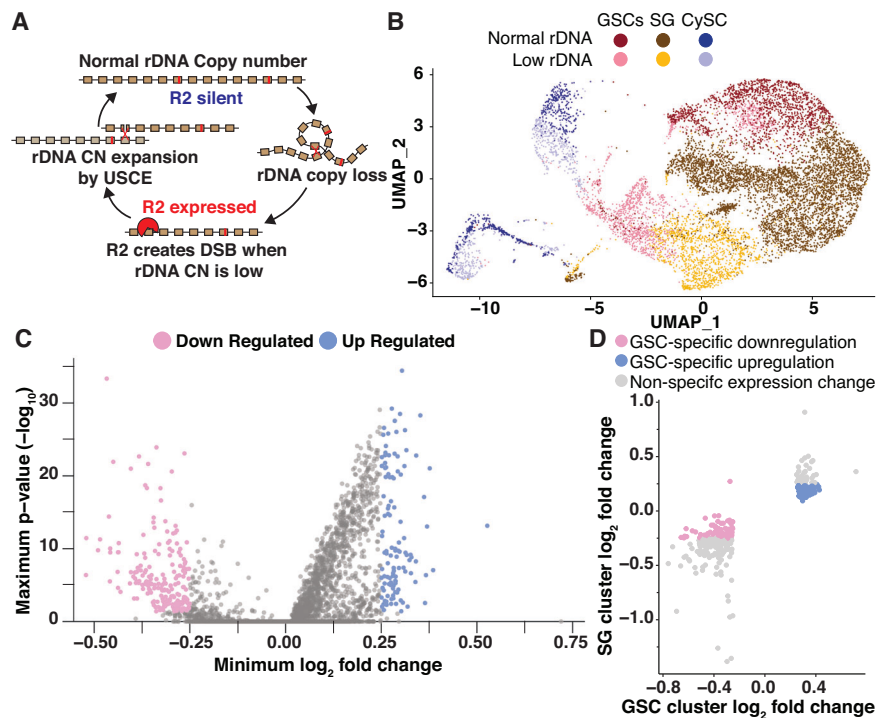 A
Normal rDNA Copy number
R2 silent
rDNA CN expansion
by USCE
rDNA copy loss
R2 expressed
R2 creates DSB when
rDNA CN is low
B
GSCs SG CySC
Normal rDNA
Low rDNA
UMAP_2
6
3
0
−3
−6
−10 −5 0 5
UMAP_1
C
Down Regulated Up Regulated
Maximum p−value (−log10)
30
20
10
0
−0.50 −0.25 0.00 0.25 0.50 0.75
Minimum log2 fold change
D
GSC-specific downregulation
GSC-specific upregulation
Non-specifc expression change
SG cluster log2 fold change
1.0
0.5
0.0
−0.5
−1.0
−0.8 −0.4 0.0 0.4
GSC cluster log2 fold change